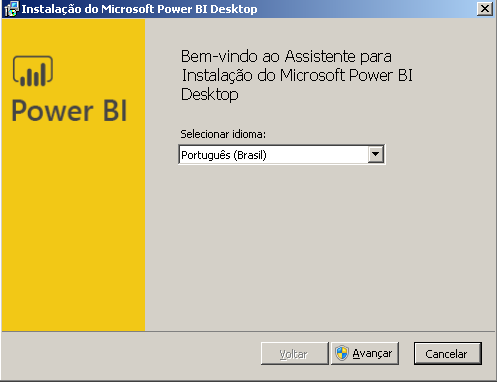 Instalação do Microsoft Power BI Desktop
Power BI
Bem-vindo ao Assistente para
Instalação do Microsoft Power BI
Desktop
Selecionar idioma:
Português (Brasil)
Voltar
Avançar
Cancelar